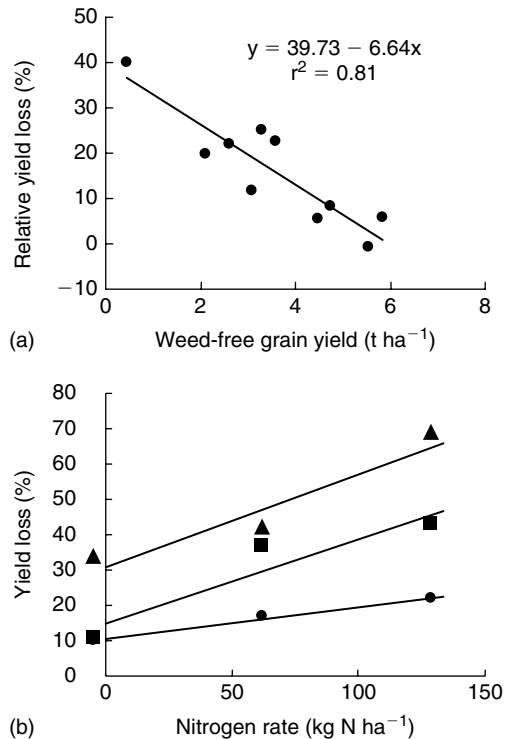 50
y = 39.73 − 6.64x
r² = 0.81
40
30
20
10
0
−10
0 2 4 6 8
Relative yield loss (%)
(a) Weed-free grain yield (t ha⁻¹)
80
70
60
50
40
30
20
10
0
0 50 100 150
Yield loss (%)
(b) Nitrogen rate (kg N ha⁻¹)